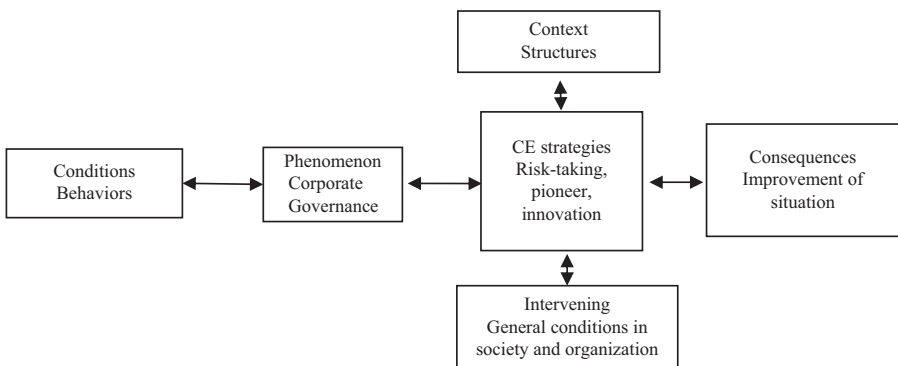 Context
Structures
Conditions
Behaviors
Phenomenon
Corporate
Governance
CE strategies
Risk-taking,
pioneer,
innovation
Consequences
Improvement of
situation
Intervening
General conditions in
society and organization